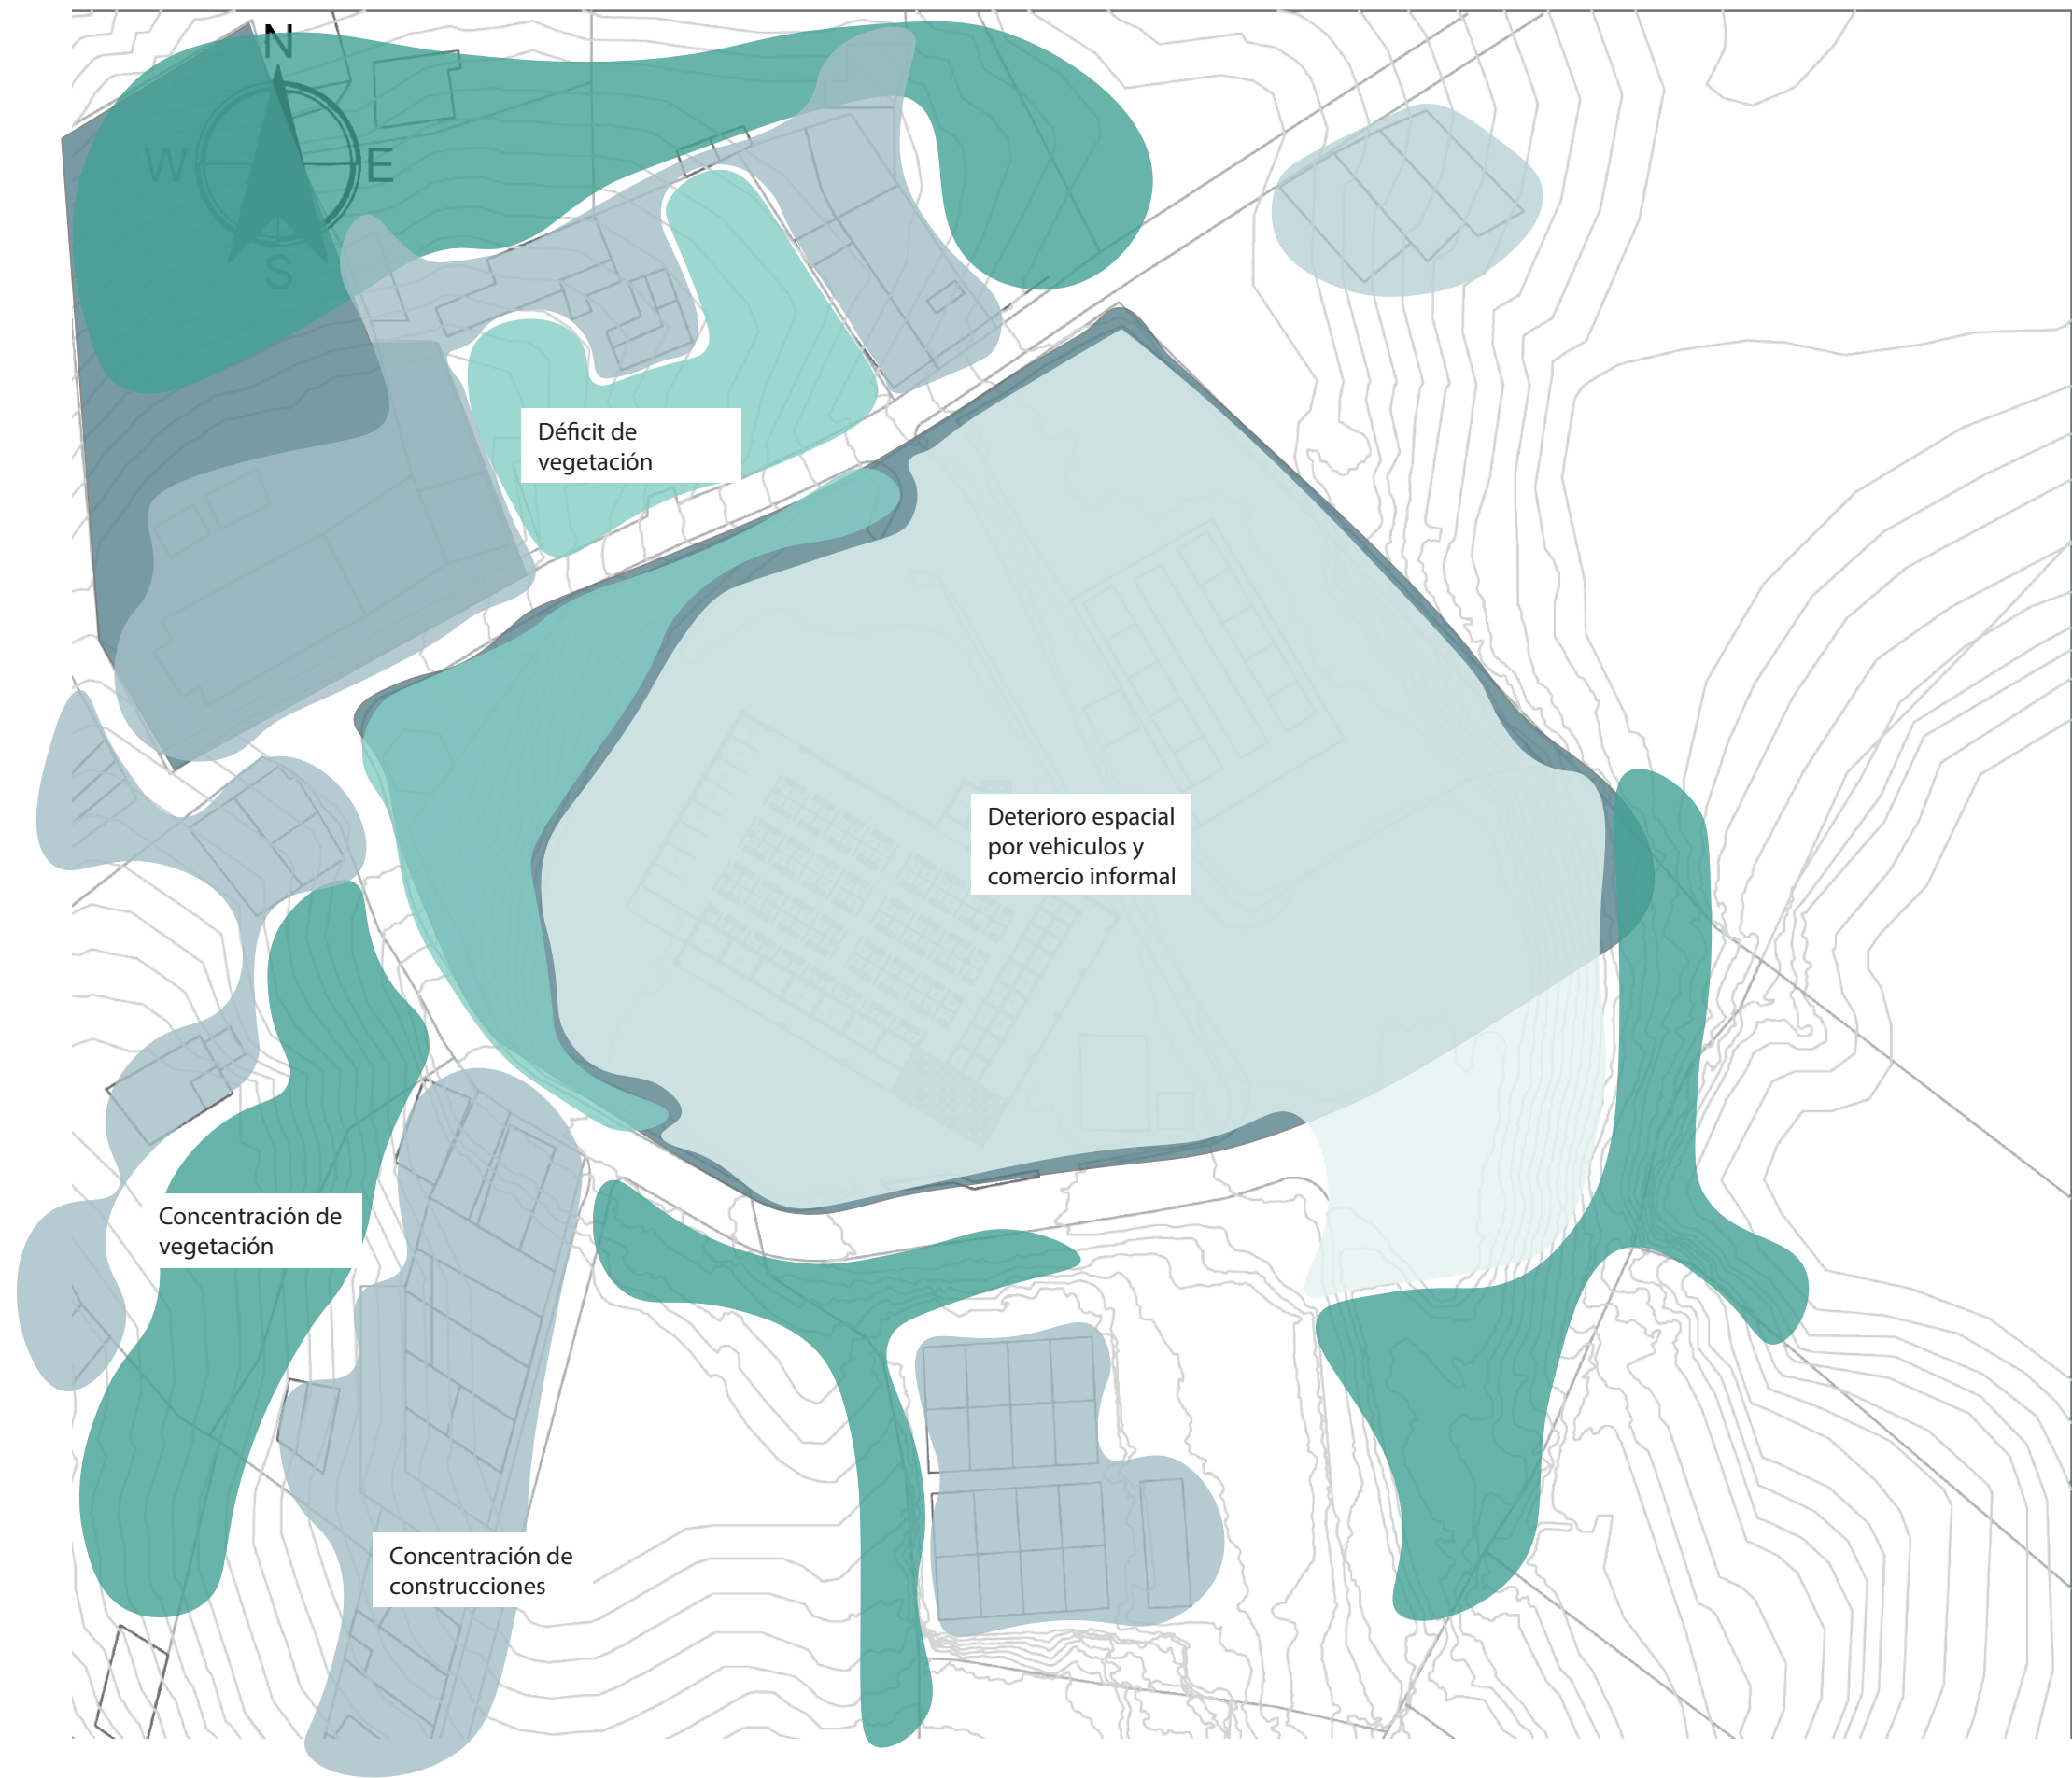 N
W
E
S
Déficit de
vegetación
Deterioro espacial
por vehiculos y
comercio informal
Concentración de
vegetación
Concentración de
construcciones